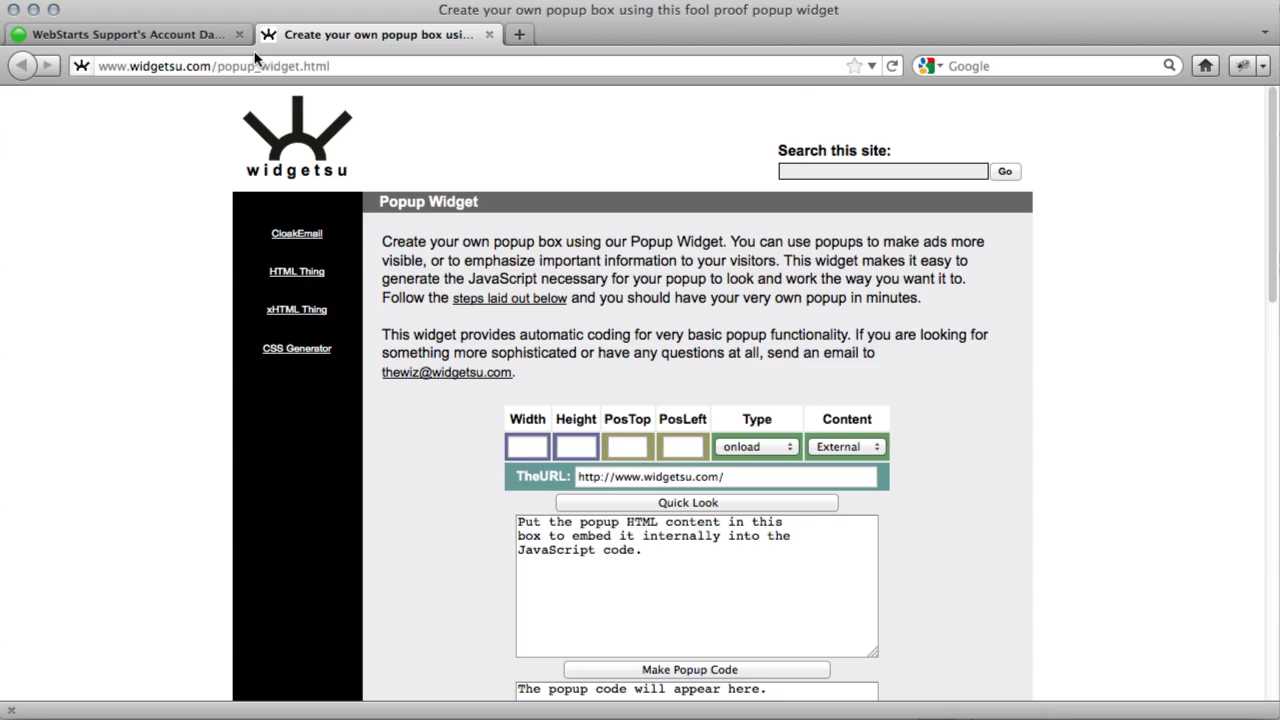 Create your own popup box using this fool proof popup widget
WebStarts Support's Account Da...
Create your own popup box usi...
www.widgetsu.com/popup_widget.html
Google
widgetsu
Search this site:
Go
Popup Widget
CloakEmail
HTML Thing
xHTML Thing
CSS Generator
Create your own popup box using our Popup Widget. You can use popups to make ads more
visible, or to emphasize important information to your visitors. This widget makes it easy to
generate the JavaScript necessary for your popup to look and work the way you want it to.
Follow the steps laid out below and you should have your very own popup in minutes.
This widget provides automatic coding for very basic popup functionality. If you are looking for
something more sophisticated or have any questions at all, send an email to
thewiz@widgetsu.com.
Width Height PosTop PosLeft Type Content
onload External
TheURL: http://www.widgetsu.com/
Quick Look
Put the popup HTML content in this
box to embed it internally into the
JavaScript code.
Make Popup Code
The popup code will appear here.